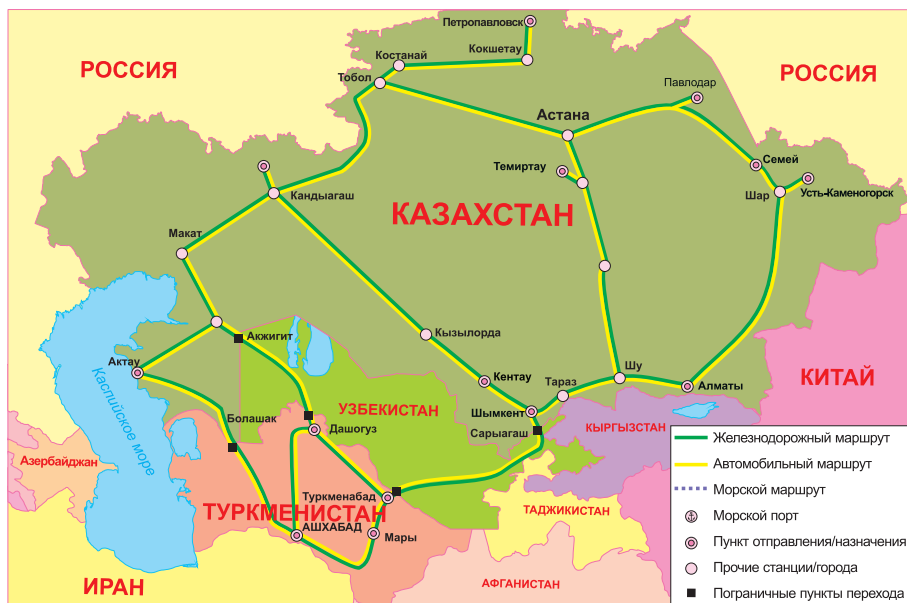 Петропавловск
Кокшетау
Костанай
РОССИЯ
Тобол
РОССИЯ
Павлодар
Астана
Темиртау
Семей
Шар
Усть-Каменогорск
Кандыагаш
КАЗАХСТАН
Макат
Акжигит
Кызылорда
Актау
Каспийское море
Кентау
Тараз
Шу
Алматы
КИТАЙ
УЗБЕКИСТАН
Шымкент
Болашак
Дашогуз
Сарыагаш
КЫРГЫЗСТАН
Азербайджан
Туркменабад
ТУРКМЕНИСТАН
АШХАБАД
Мары
ТАДЖИКИСТАН
ИРАН
АФГАНИСТАН
Железнодорожный маршрут
Автомобильный маршрут
Морской маршрут
Морской порт
Пункт отправления/назначения
Прочие станции/города
Пограничные пункты перехода